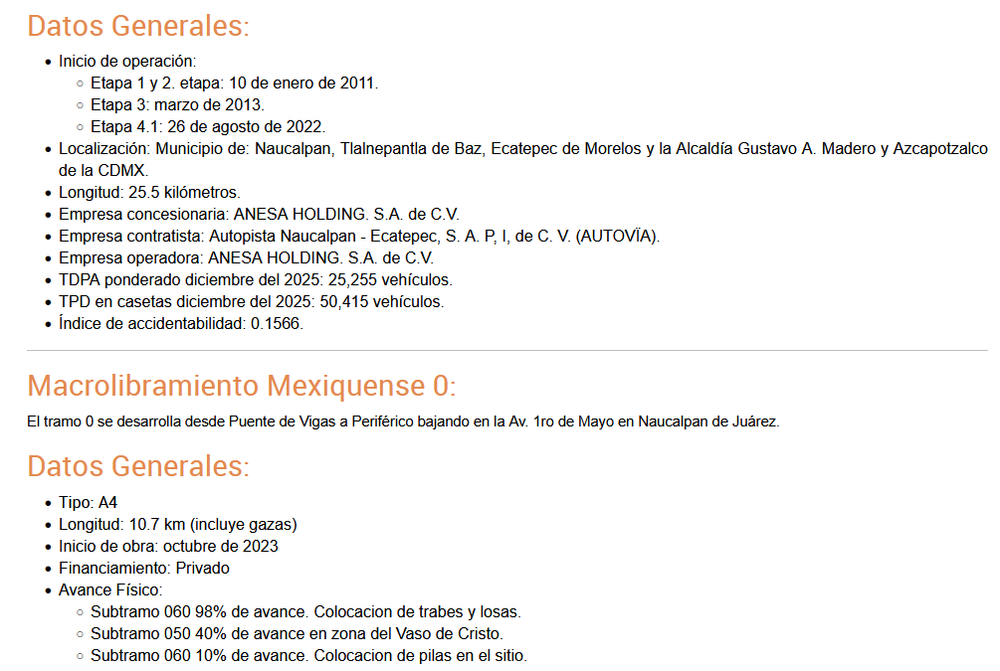 Datos Generales:
• Inicio de operación:
○ Etapa 1 y 2. etapa: 10 de enero de 2011.
○ Etapa 3: marzo de 2013.
○ Etapa 4.1: 26 de agosto de 2022.
• Localización: Municipio de: Naucalpan, Tlalnepantla de Baz, Ecatepec de Morelos y la Alcaldía Gustavo A. Madero y Azcapotzalco
de la CDMX.
• Longitud: 25.5 kilómetros.
• Empresa concesionaria: ANESA HOLDING. S.A. de C.V.
• Empresa contratista: Autopista Naucalpan - Ecatepec, S. A. P, I, de C. V. (AUTOVÏA).
• Empresa operadora: ANESA HOLDING. S.A. de C.V.
• TDPA ponderado diciembre del 2025: 25,255 vehículos.
• TPD en casetas diciembre del 2025: 50,415 vehículos.
• Índice de accidentabilidad: 0.1566.
Macrolibramiento Mexiquense 0:
El tramo 0 se desarrolla desde Puente de Vigas a Periférico bajando en la Av. 1ro de Mayo en Naucalpan de Juárez.
Datos Generales:
• Tipo: A4
• Longitud: 10.7 km (incluye gazas)
• Inicio de obra: octubre de 2023
• Financiamiento: Privado
• Avance Físico:
○ Subtramo 060 98% de avance. Colocacion de trabes y losas.
○ Subtramo 050 40% de avance en zona del Vaso de Cristo.
○ Subtramo 060 10% de avance. Colocacion de pilas en el sitio.